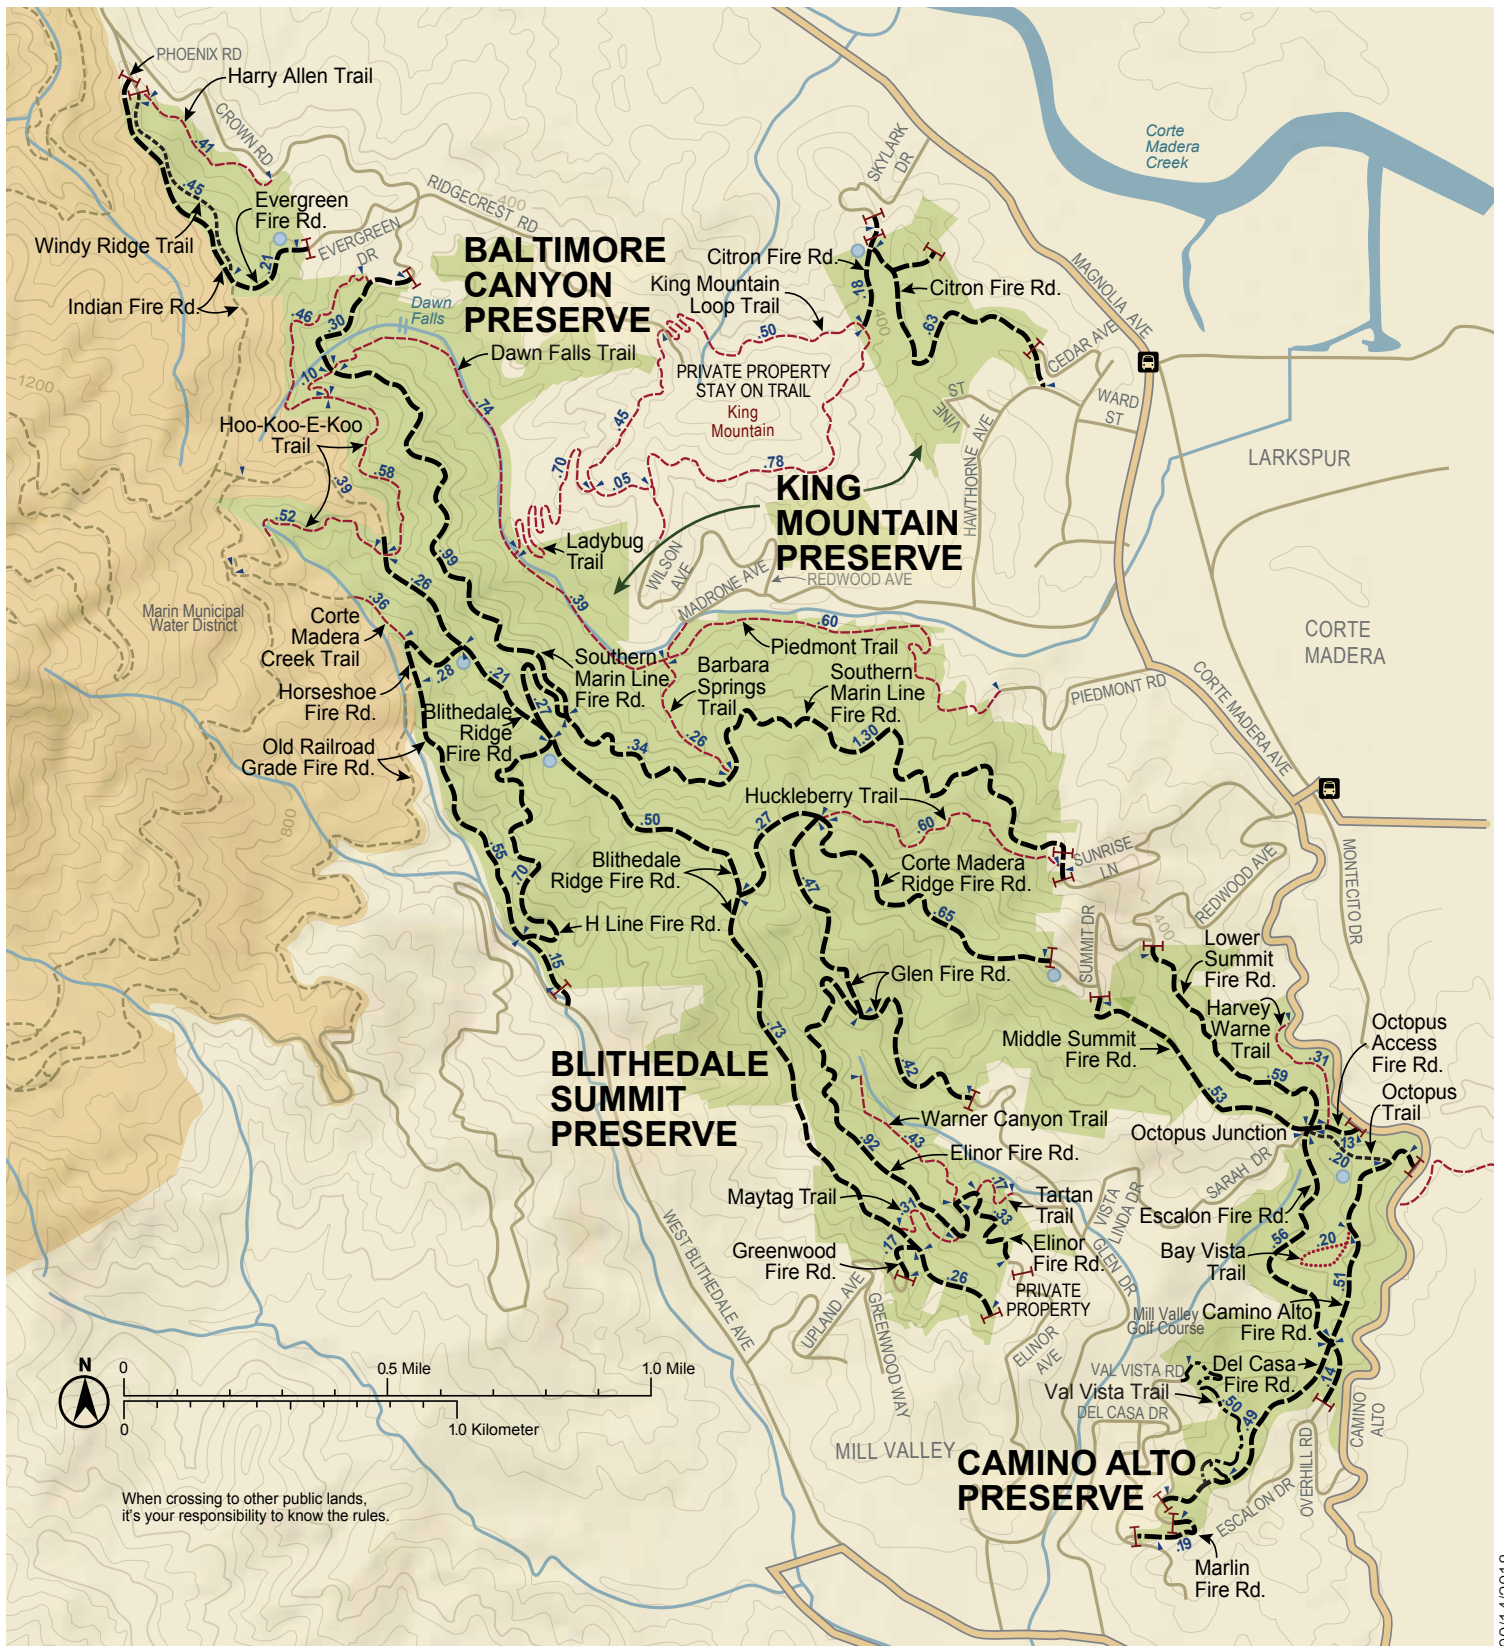 PHOENIX RD
Harry Allen Trail
CROWN RD
.41
.45
Evergreen
Fire Rd.
Windy Ridge Trail
.21
EVERGREEN
DR
RIDGECREST RD
400
Indian Fire Rd.
BALTIMORE
CANYON
PRESERVE
Dawn
Falls
.46
.30
.10
Dawn Falls Trail
.74
1200
Hoo-Koo-E-Koo
Trail
.58
.39
.52
.99
.26
.36
SKYLARK
DR
Citron Fire Rd.
King Mountain
Loop Trail
.18
400
Citron Fire Rd.
.63
.50
PRIVATE PROPERTY
STAY ON TRAIL
King
Mountain
.45
.70
.05
.78
MAGNOLIA AVE
CEDAR AVE
WARD
ST
VINE
ST
HAWTHORNE AVE
Corte
Madera
Creek
LARKSPUR
KING
MOUNTAIN
PRESERVE
Ladybug
Trail
WILSON
AVE
MADRONE AVE
REDWOOD AVE
.39
Marin Municipal
Water District
Corte
Madera
Creek Trail
Horseshoe
Fire Rd.
.28
.21
.27
Southern
Marin Line
Fire Rd.
Blithedale
Ridge
Fire Rd
Old Railroad
Grade Fire Rd.
.34
.60
Piedmont Trail
Barbara
Springs
Trail
.26
Southern
Marin Line
Fire Rd.
1.30
PIEDMONT RD
CORTE
MADERA
CORTE MADERA AVE
800
.50
.55
.70
Huckleberry Trail
.27
.60
Blithedale
Ridge Fire Rd.
.47
Corte Madera
Ridge Fire Rd.
.65
SUNRISE
LN
REDWOOD AVE
MONTECITO DR
H Line Fire Rd.
.15
SUMMIT DR
400
Lower
Summit
Fire Rd.
Glen Fire Rd.
Harvey
Warne
Trail
.73
.42
Middle Summit
Fire Rd.
.53
.59
.31
Octopus
Access
Fire Rd.
Octopus
Trail
BLITHEDALE
SUMMIT
PRESERVE
Warner Canyon Trail
.43
.92
Elinor Fire Rd.
Octopus Junction
.13
.20
SARAH DR
Maytag Trail
.31
.17
Tartan
Trail
.33
VISTA
LINDA DR
Escalon Fire Rd.
.56
.20
Bay Vista
Trail
.51
Greenwood
Fire Rd.
.17
.26
Elinor
Fire Rd.
GLEN DR
PRIVATE
PROPERTY
WEST BLITHEDALE AVE
UPLAND AVE
GREENWOOD WAY
ELINOR
AVE
Mill Valley
Golf Course
Camino Alto
Fire Rd.
VAL VISTA RD
Del Casa
Fire Rd.
.14
Val Vista Trail
DEL CASA DR
.50
.49
N
0
0.5 Mile
1.0 Mile
0
1.0 Kilometer
MILL VALLEY
CAMINO ALTO
PRESERVE
OVERHILL RD
CAMINO
ALTO
ESCALON DR
.19
Marlin
Fire Rd.
When crossing to other public lands,
it's your responsibility to know the rules.